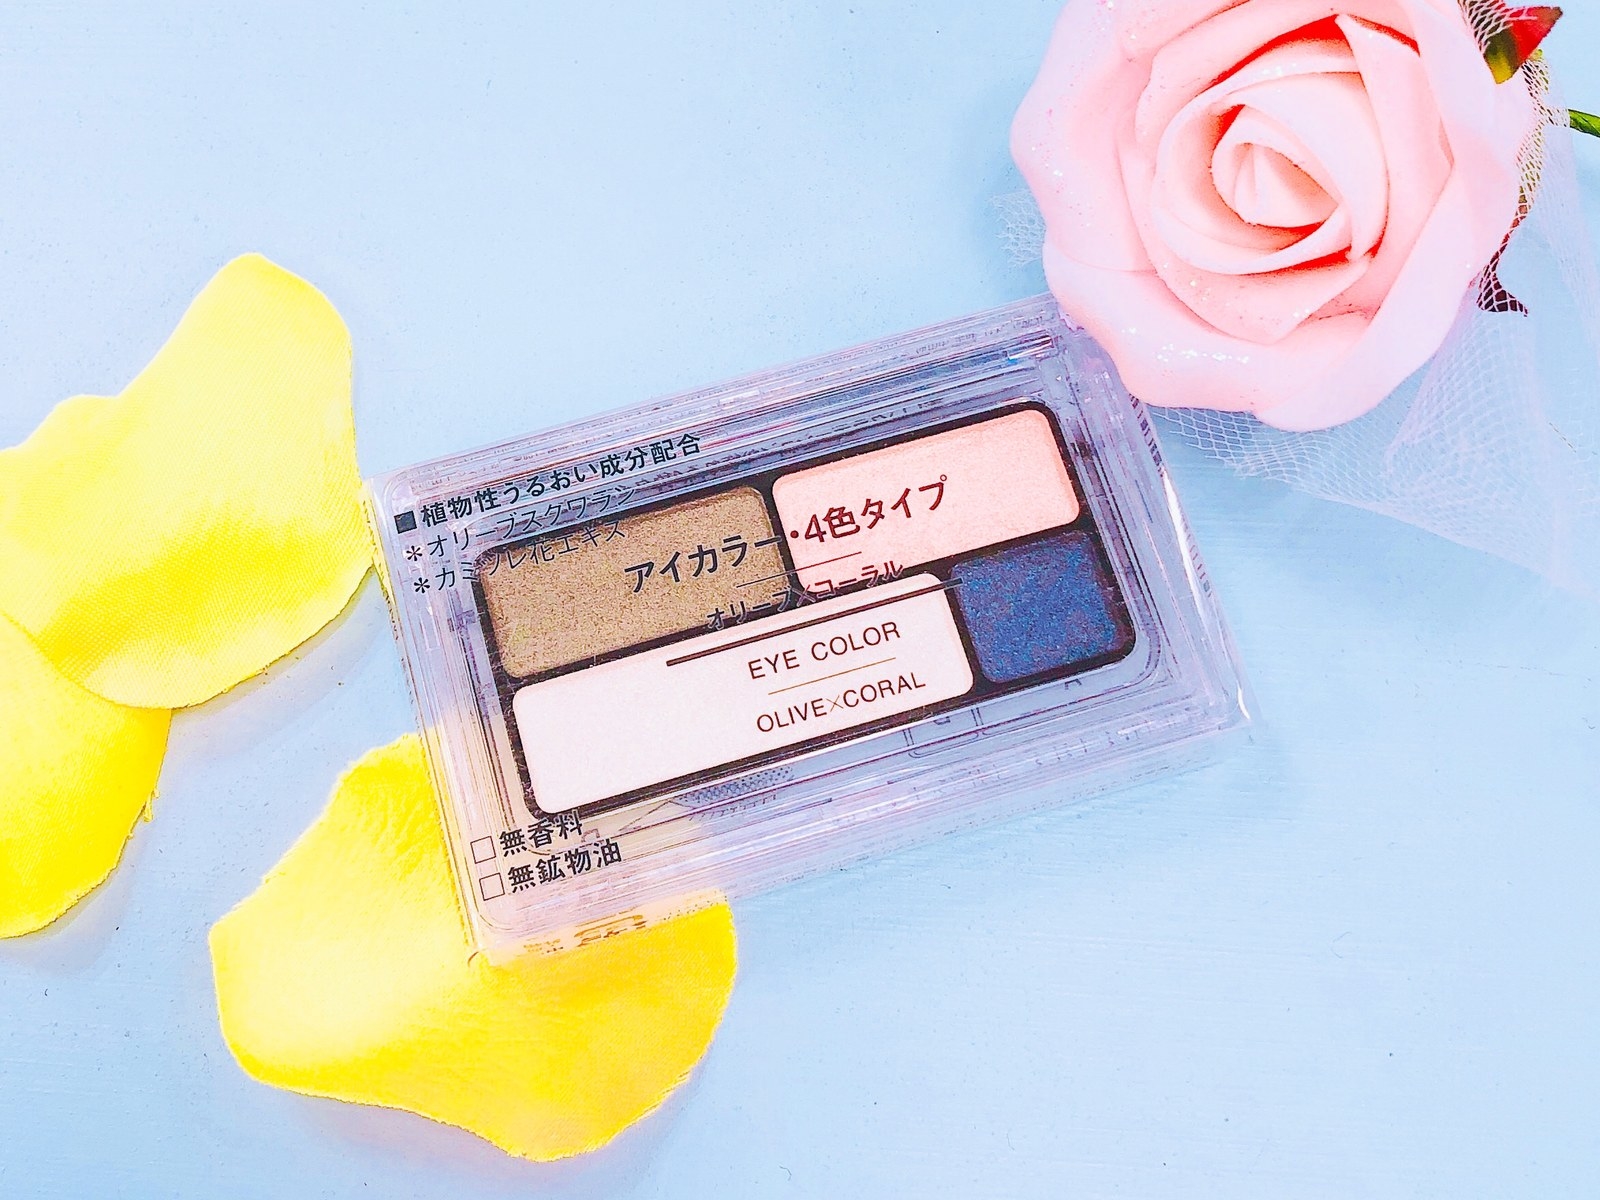 ■植物性うるおい成分配合
＊オリーブスクワラン
＊カミツレ花エキス
アイカラー・4色タイプ
オリーブ×コーラル
EYE COLOR
OLIVE×CORAL
□無香料
□無鉱物油